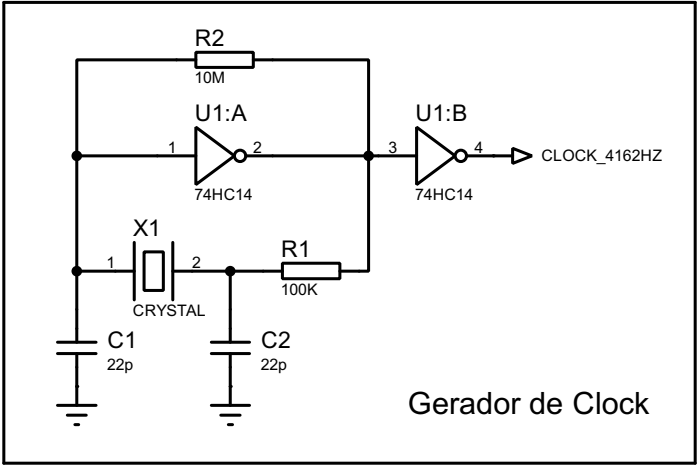 R2
10M
U1:A
1
2
74HC14
U1:B
3
4
74HC14
CLOCK_4162HZ
X1
1
2
CRYSTAL
R1
100K
C1
22p
C2
22p
Gerador de Clock